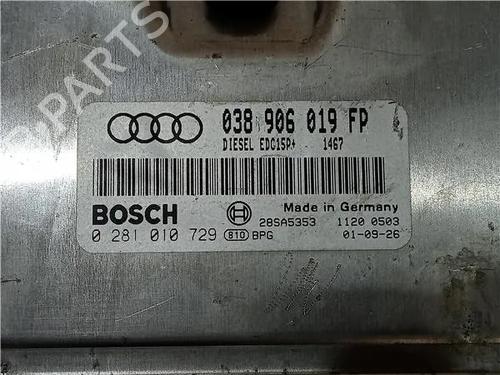 038 906 019 FP
DIESEL EDC15P+ 1467
BOSCH
28SA5353
Made in Germany
1120 0503
0 281 010 729
B10
BPG
01-09-26
B-PARTS